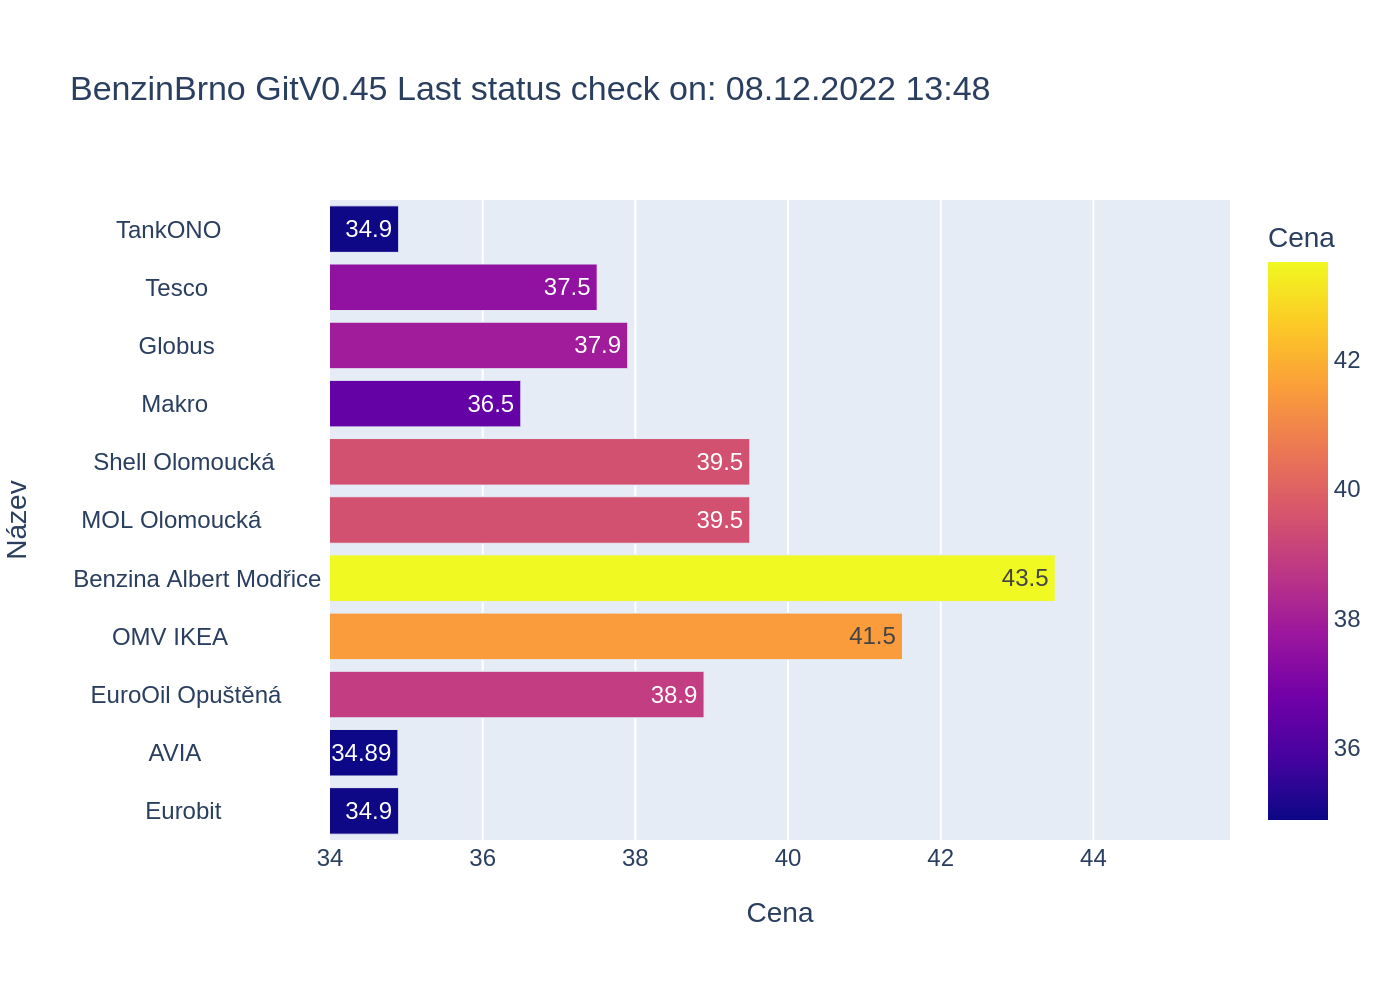 BenzinBrno GitV0.45 Last status check on: 08.12.2022 13:48
Cena
TankONO 34.9
Tesco 37.5
Globus 37.9
Makro 36.5
Shell Olomoucká 39.5
MOL Olomoucká 39.5
Benzina Albert Modřice 43.5
OMV IKEA 41.5
EuroOil Opuštěná 38.9
AVIA 34.89
Eurobit 34.9
Název
34 36 38 40 42 44
Cena
42
40
38
36